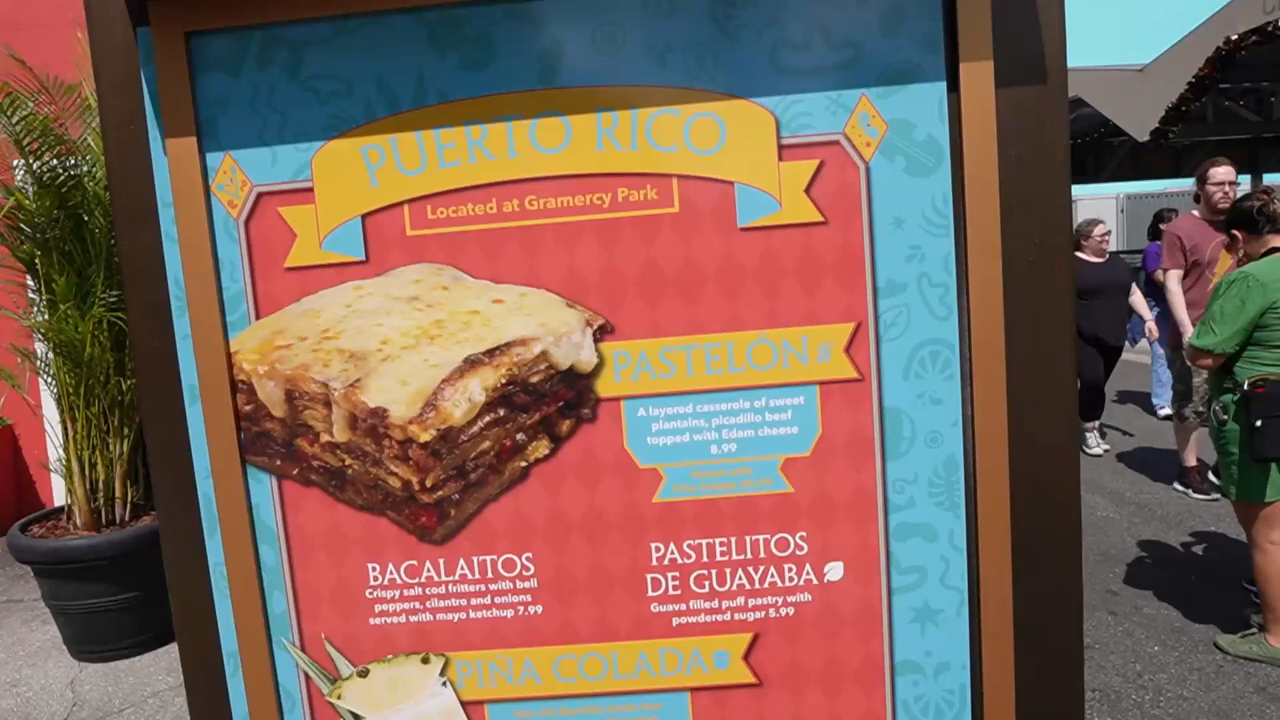 PUERTO RICO
Located at Gramercy Park
PASTELÓN
A layered casserole of sweet
plantains, picadillo beef
topped with Edam cheese
8.99
BACALAITOS
Crispy salt cod fritters with bell
peppers, cilantro and onions
served with mayo ketchup 7.99
PASTELITOS
DE GUAYABA
Guava filled puff pastry with
powdered sugar 5.99
PIÑA COLADA